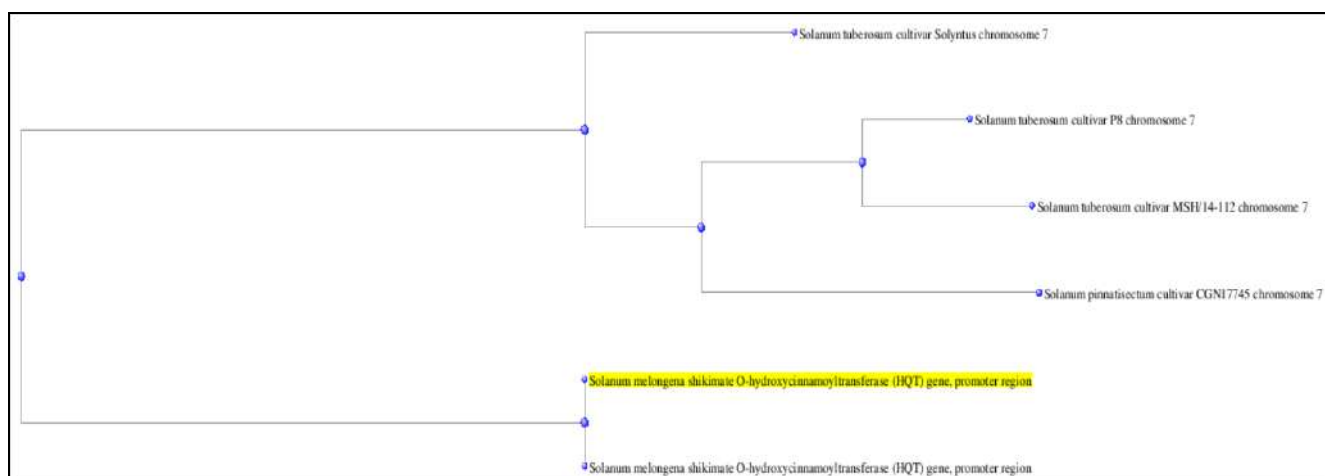 Solanum tuberosum cultivar Solyntus chromosome 7
Solanum tuberosum cultivar P8 chromosome 7
Solanum tuberosum cultivar MSH/14-112 chromosome 7
Solanum pinnatisectum cultivar CGN17745 chromosome 7
Solanum melongena shikimate O-hydroxycinnamoyltransferase (HQT) gene, promoter region
Solanum melongena shikimate O-hydroxycinnamoyltransferase (HQT) gene, promoter region